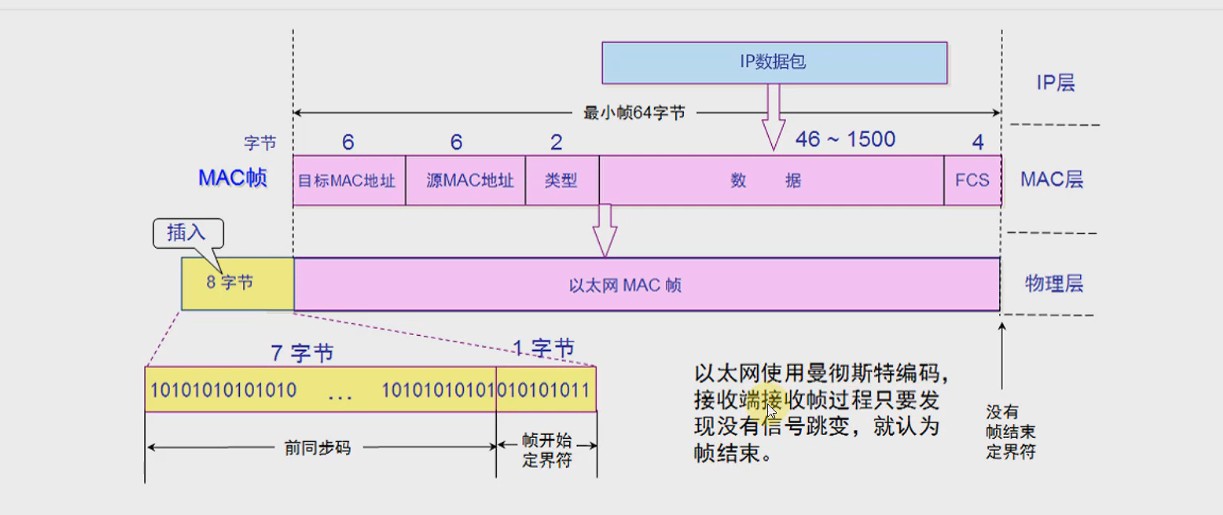 IP数据包
IP层
最小帧64字节
字节
6
6
2
46 ~ 1500
4
MAC帧
目标MAC地址
源MAC地址
类型
数 据
FCS
MAC层
插入
8 字节
以太网 MAC 帧
物理层
7 字节
1 字节
10101010101010 ... 10101010101010101011
前同步码
帧开始
定界符
以太网使用曼彻斯特编码，
接收端接收帧过程只要发
现没有信号跳变，就认为
帧结束。
没有
帧结束
定界符